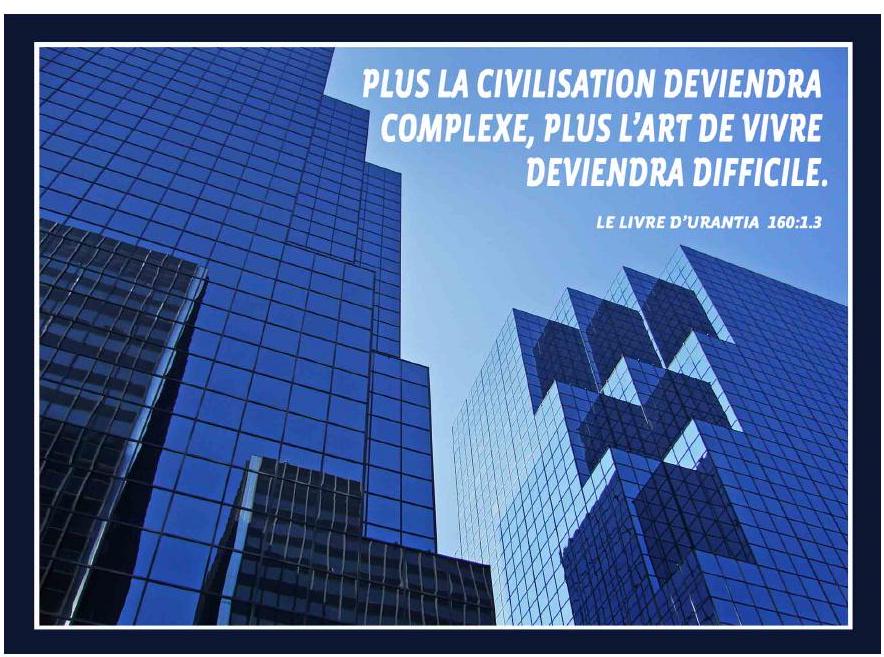 PLUS LA CIVILISATION DEVIENDRA
COMPLEXE, PLUS L'ART DE VIVRE
DEVIENDRA DIFFICILE.
LE LIVRE D'URANTIA 160:1.3